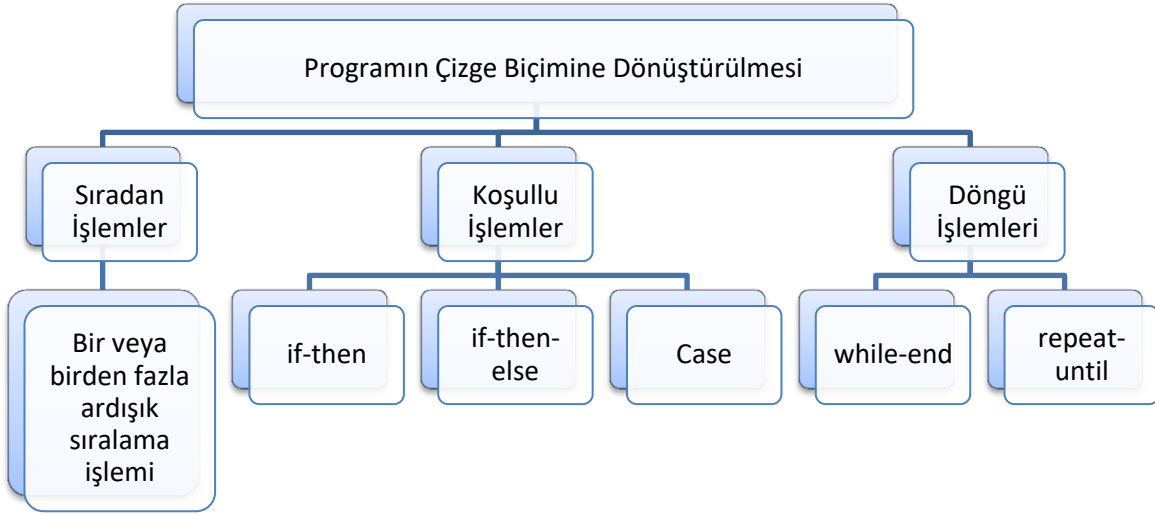 Programın Çizge Biçimine Dönüştürülmesi
Sıradan
İşlemler
Koşullu
İşlemler
Döngü
İşlemleri
Bir veya
birden fazla
ardışık
sıralama
işlemi
if-then
if-then-
else
Case
while-end
repeat-
until